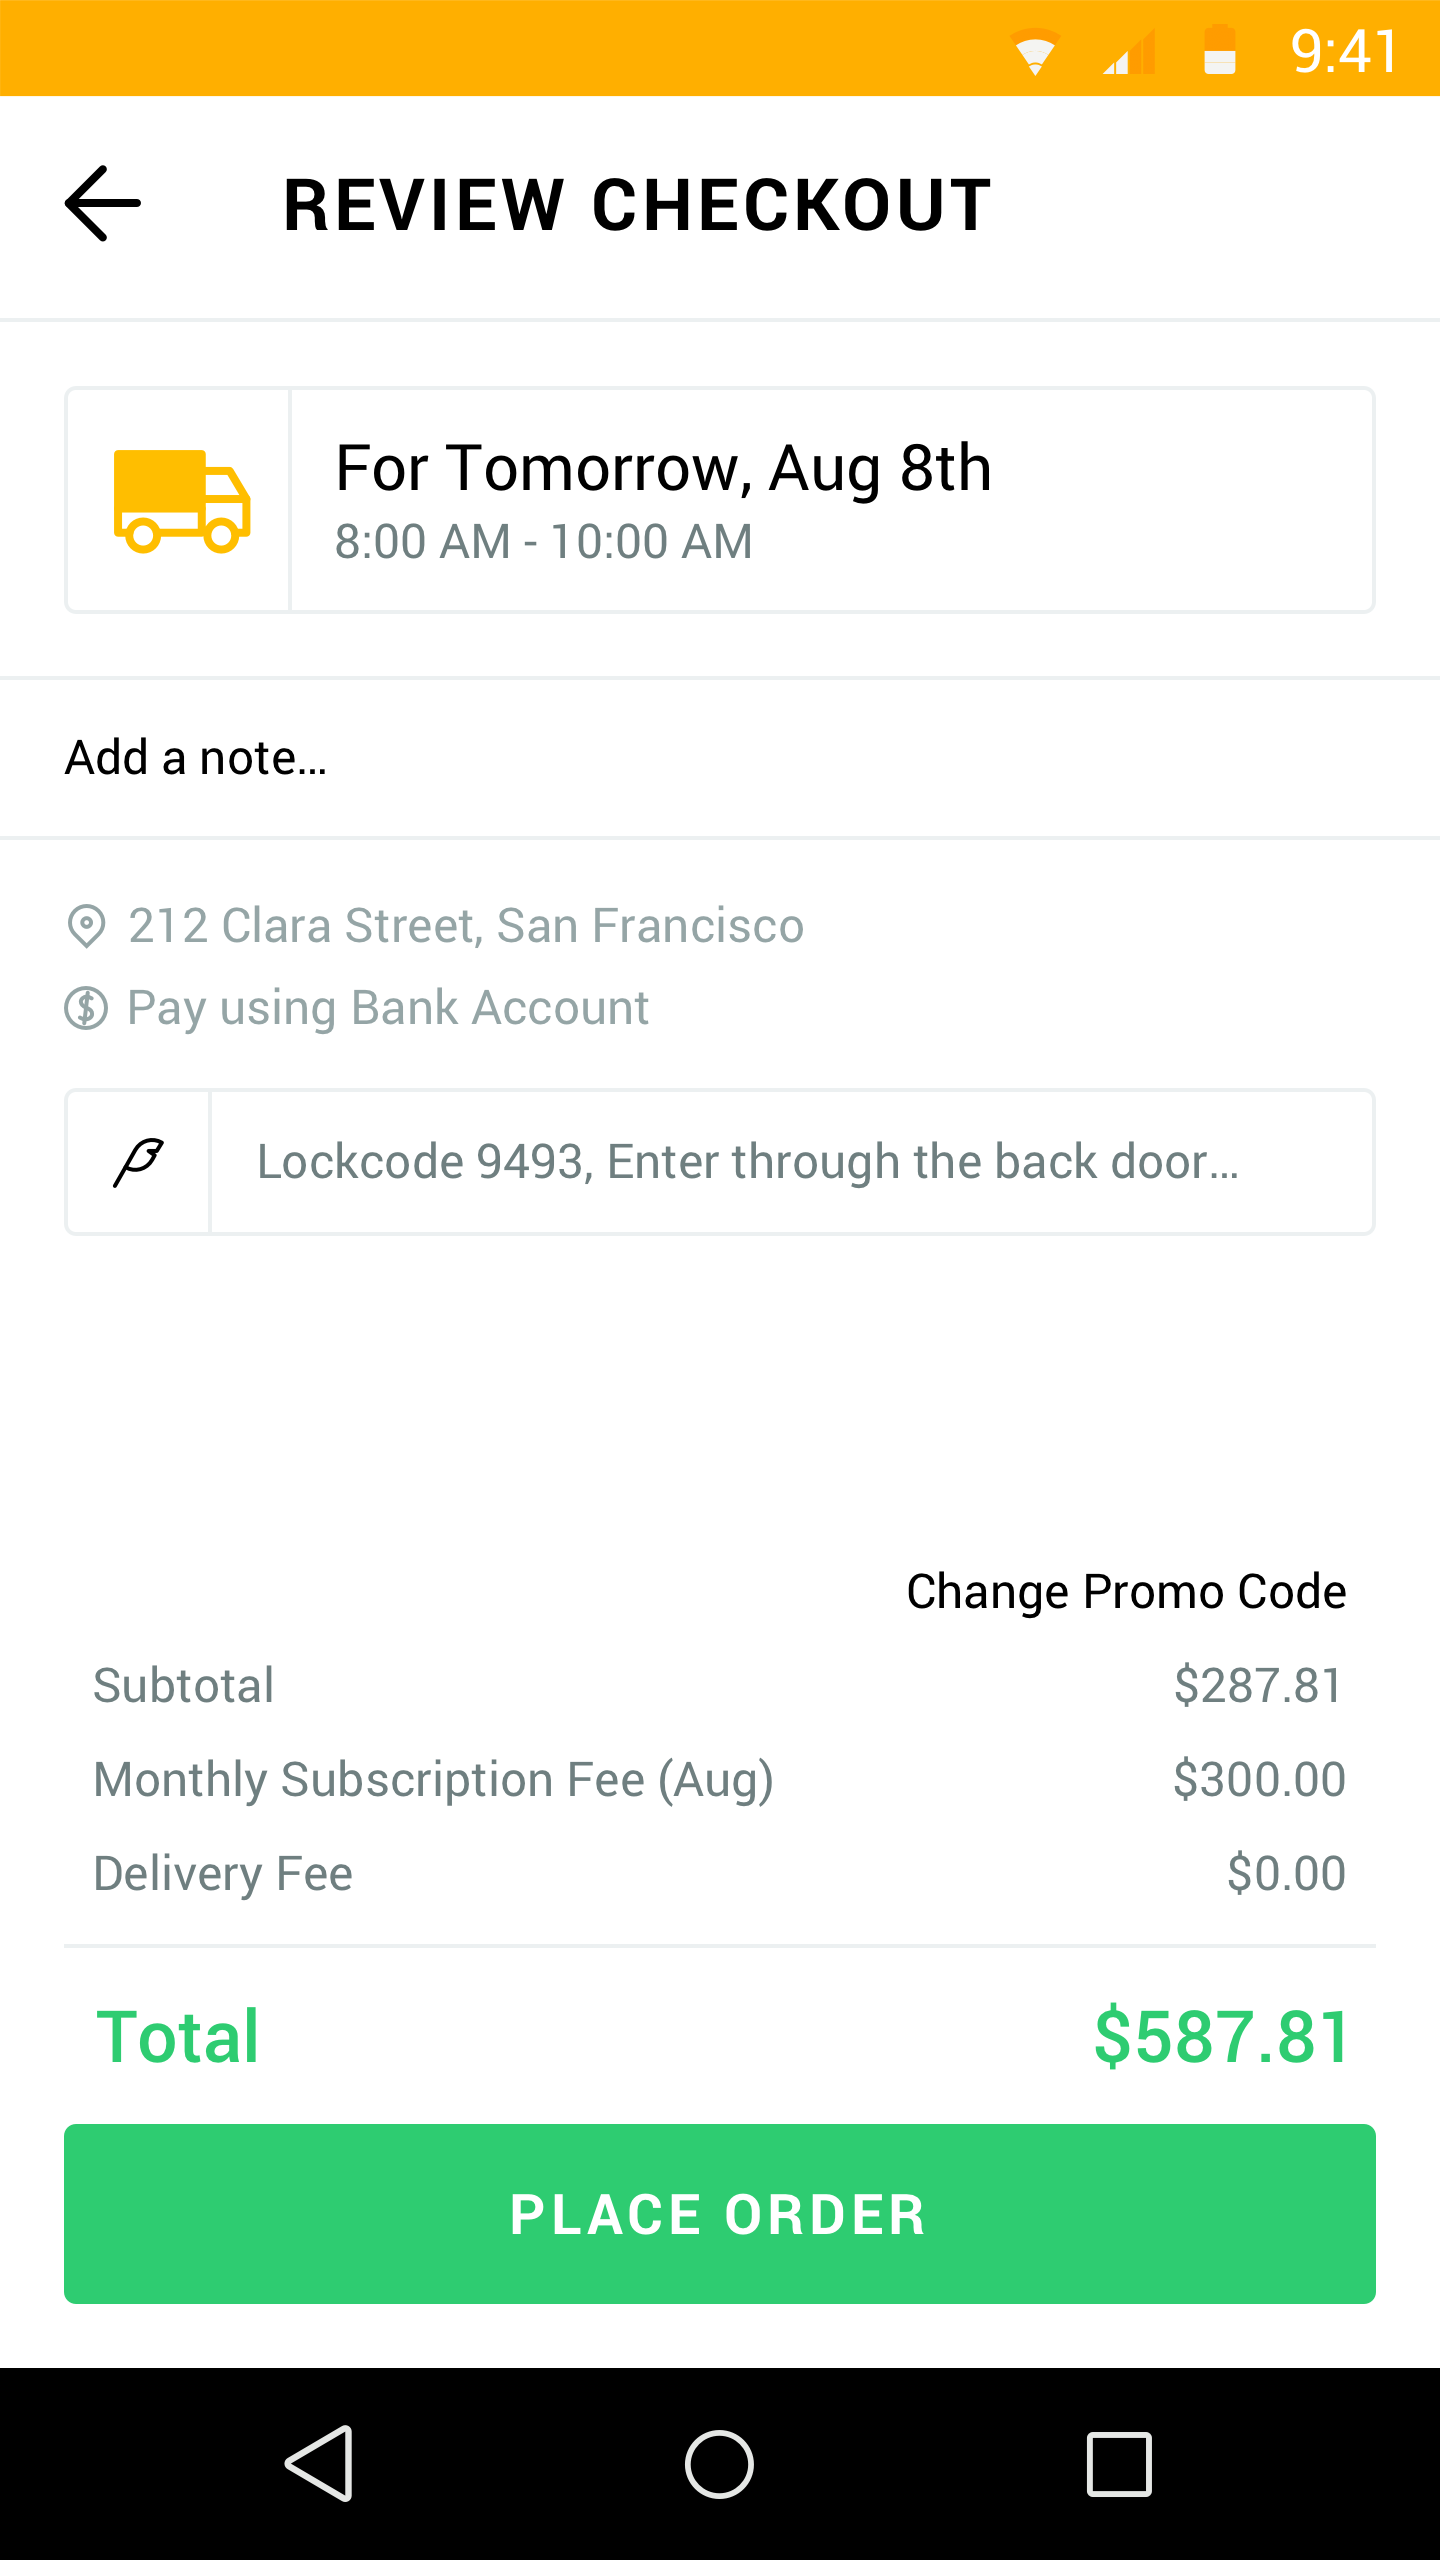 9:41
REVIEW CHECKOUT
For Tomorrow, Aug 8th
8:00 AM - 10:00 AM
Add a note...
212 Clara Street, San Francisco
Pay using Bank Account
Lockcode 9493, Enter through the back door...
Change Promo Code
Subtotal $287.81
Monthly Subscription Fee (Aug) $300.00
Delivery Fee $0.00
Total $587.81
PLACE ORDER